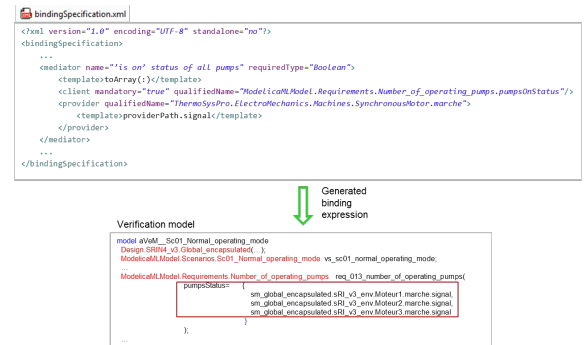 bindingSpecification.xml
<?xml version="1.0" encoding="UTF-8" standalone="no"?>
<bindingSpecification>
...
<mediator name="'is on' status of all pumps" requiredType="Boolean">
<template>toArray(:)</template>
<client mandatory="true" qualifiedName="ModelicaMLModel.Requirements.Number_of_operating_pumps.pumpsOnStatus"/>
<provider qualifiedName="ThermoSysPro.ElectroMechanics.Machines.SynchronousMotor.marche">
<template>providerPath.signal</template>
</provider>
</mediator>
...
</bindingSpecification>
Generated
binding
expression
Verification model
model aVeM__Sc01_Normal_operating_mode
Design.SRIN4_v3.Global_encapsulated(...);
ModelicaMLModel.Scenarios.Sc01_Normal_operating_mode vs_sc01_normal_operating_mode;
...
ModelicaMLModel.Requirements.Number_of_operating_pumps req_013_number_of_operating_pumps(
pumpsStatus= {
sm_global_encapsulated.sRI_v3_env.Moteur1.marche.signal,
sm_global_encapsulated.sRI_v3_env.Moteur2.marche.signal,
sm_global_encapsulated.sRI_v3_env.Moteur3.marche.signal
}
);
...